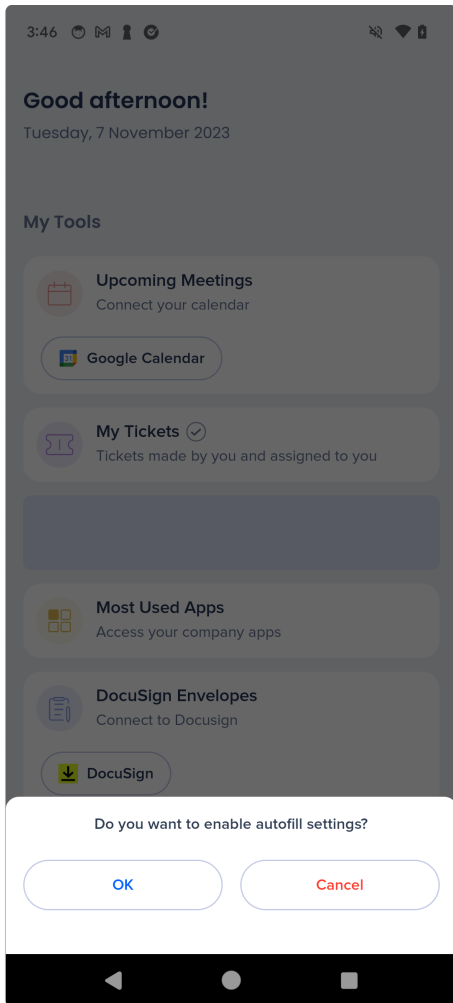 3:46
Good afternoon!
Tuesday, 7 November 2023
My Tools
Upcoming Meetings
Connect your calendar
31 Google Calendar
My Tickets
Tickets made by you and assigned to you
Most Used Apps
Access your company apps
DocuSign Envelopes
Connect to Docusign
DocuSign
Do you want to enable autofill settings?
OK Cancel